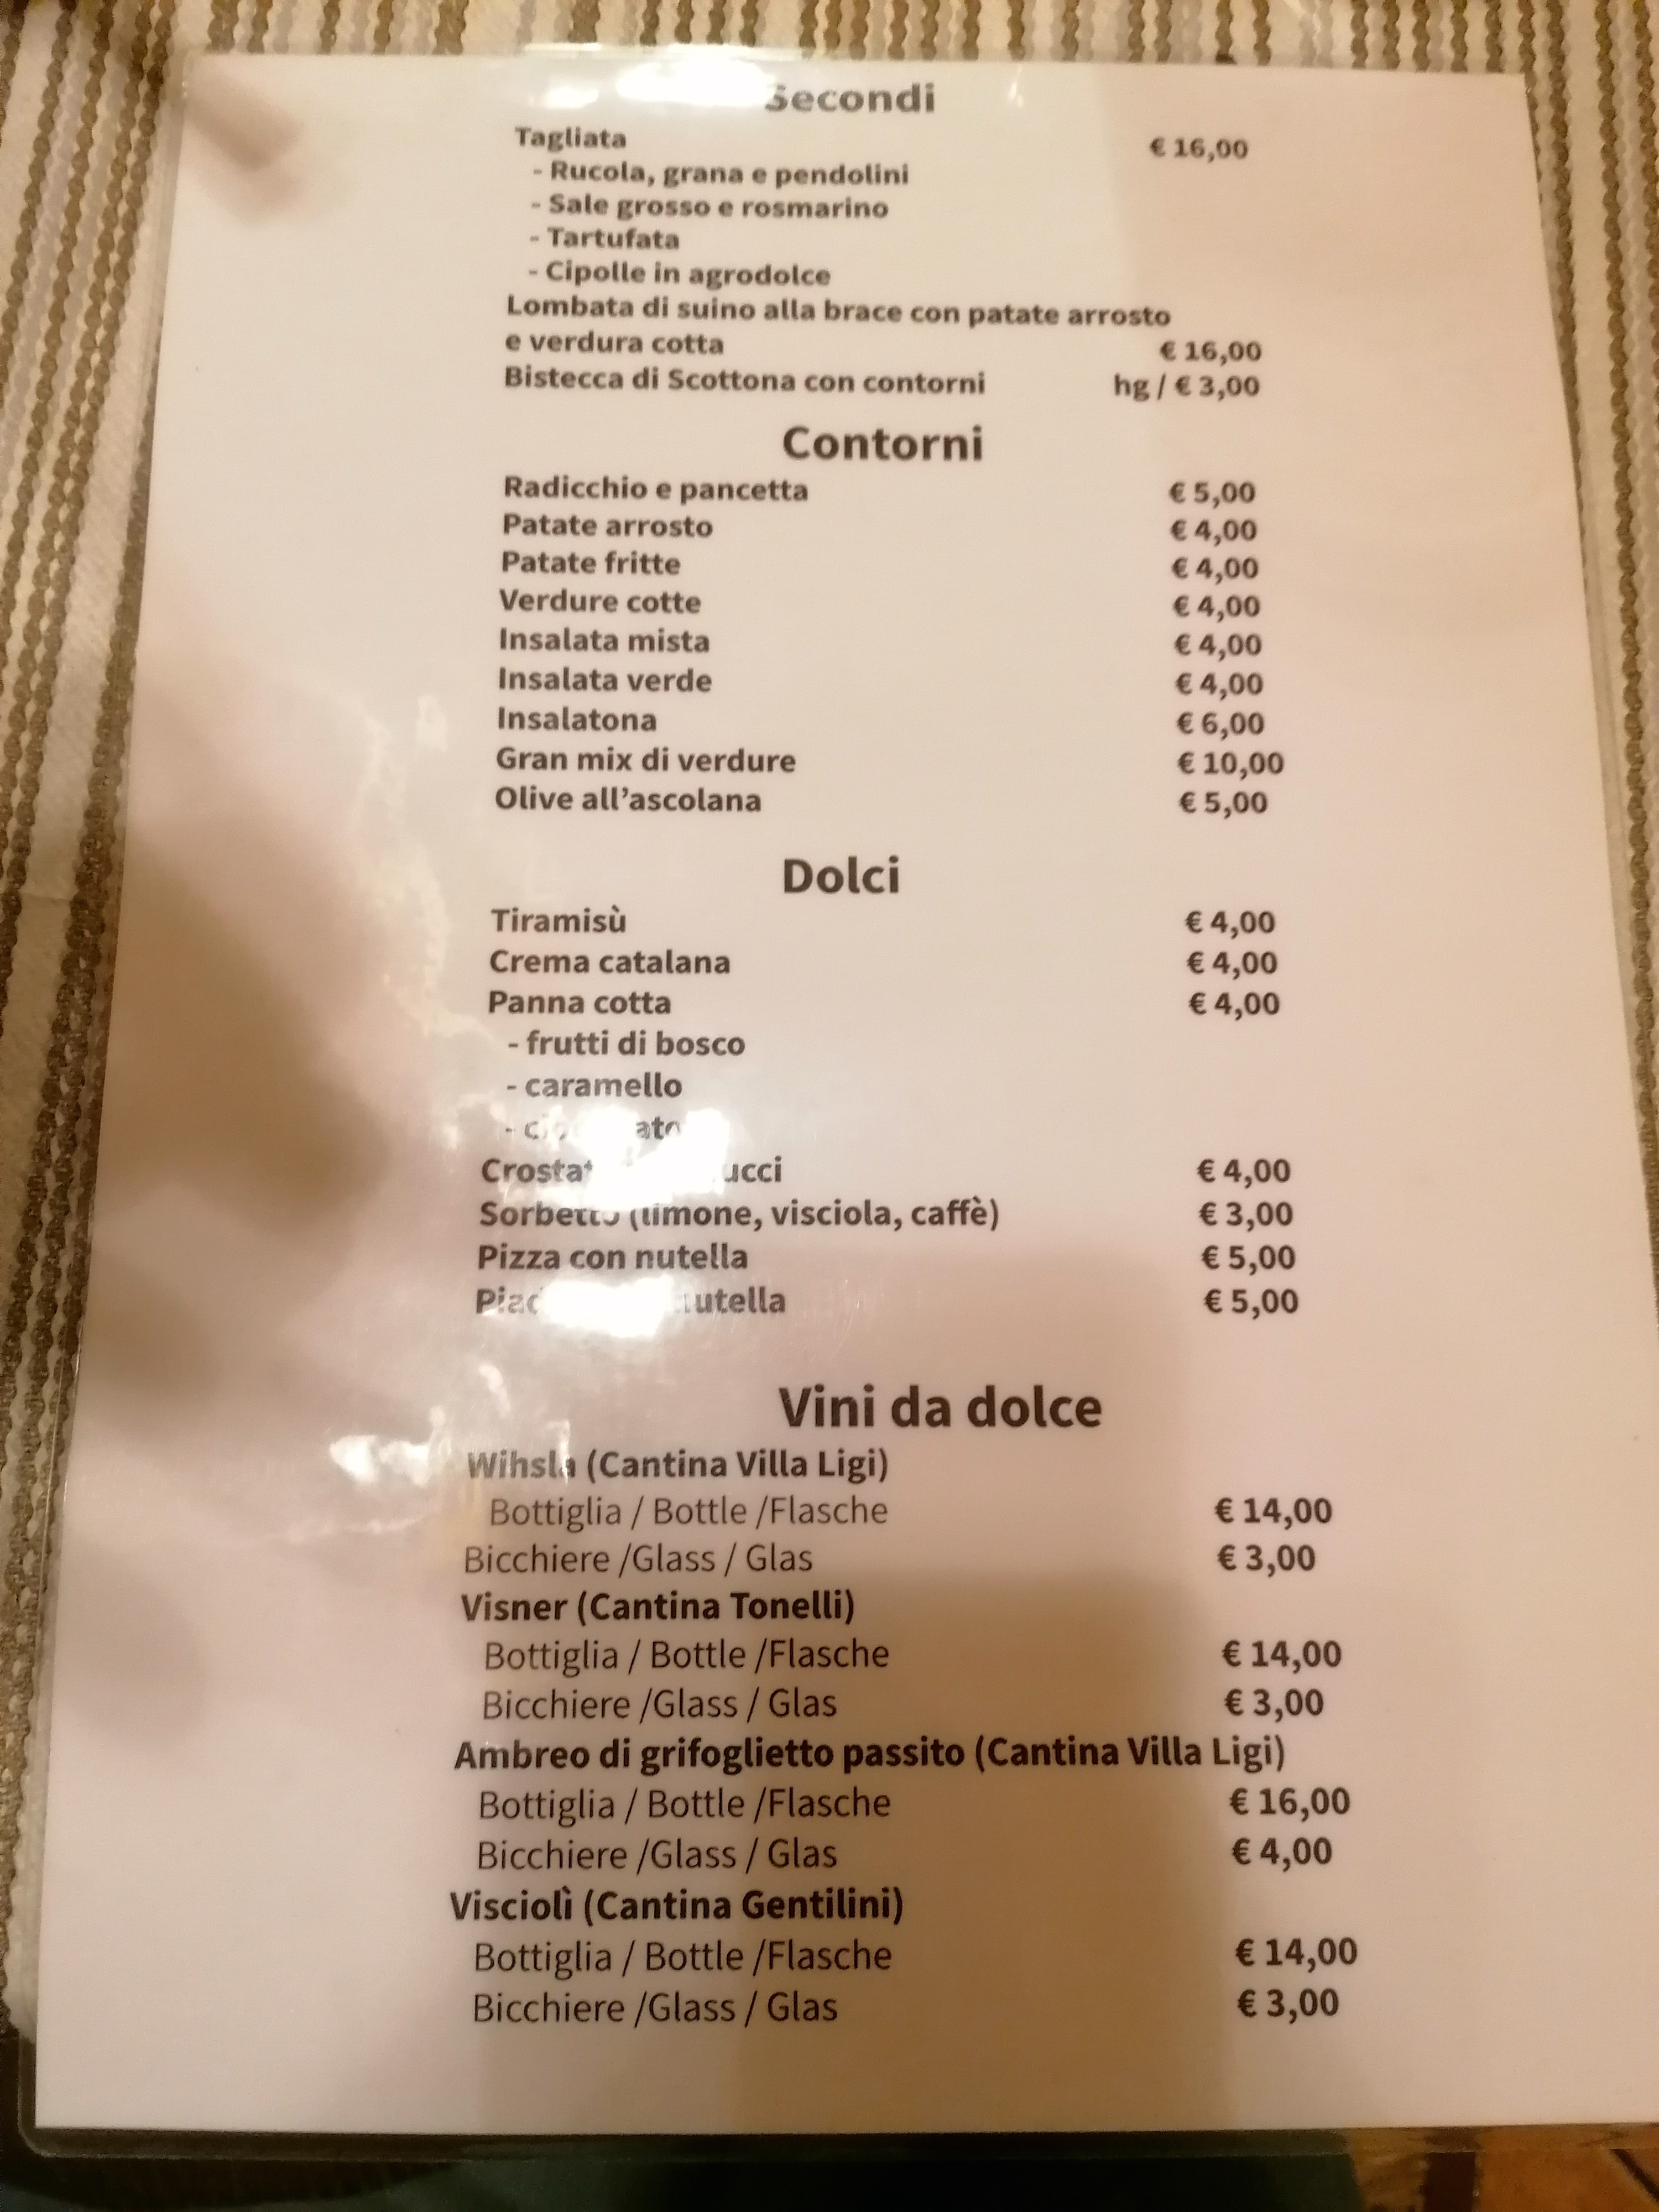 Secondi
Tagliata € 16,00
- Rucola, grana e pendolini
- Sale grosso e rosmarino
- Tartufata
- Cipolle in agrodolce
Lombata di suino alla brace con patate arrosto
e verdura cotta € 16,00
Bistecca di Scottona con contorni hg / € 3,00
Contorni
Radicchio e pancetta € 5,00
Patate arrosto € 4,00
Patate fritte € 4,00
Verdure cotte € 4,00
Insalata mista € 4,00
Insalata verde € 4,00
Insalatona € 6,00
Gran mix di verdure € 10,00
Olive all’ascolana € 5,00
Dolci
Tiramisù € 4,00
Crema catalana € 4,00
Panna cotta € 4,00
- frutti di bosco
- caramello
-
€ 4,00
Sorbetto (limone, visciola, caffè) € 3,00
Pizza con nutella € 5,00
nutella € 5,00
Vini da dolce
Wihsla (Cantina Villa Ligi)
Bottiglia / Bottle /Flasche € 14,00
Bicchiere /Glass / Glas € 3,00
Visner (Cantina Tonelli)
Bottiglia / Bottle /Flasche € 14,00
Bicchiere /Glass / Glas € 3,00
Ambreo di grifoglietto passito (Cantina Villa Ligi)
Bottiglia / Bottle /Flasche € 16,00
Bicchiere /Glass / Glas € 4,00
Visciolì (Cantina Gentilini)
Bottiglia / Bottle /Flasche € 14,00
Bicchiere /Glass / Glas € 3,00